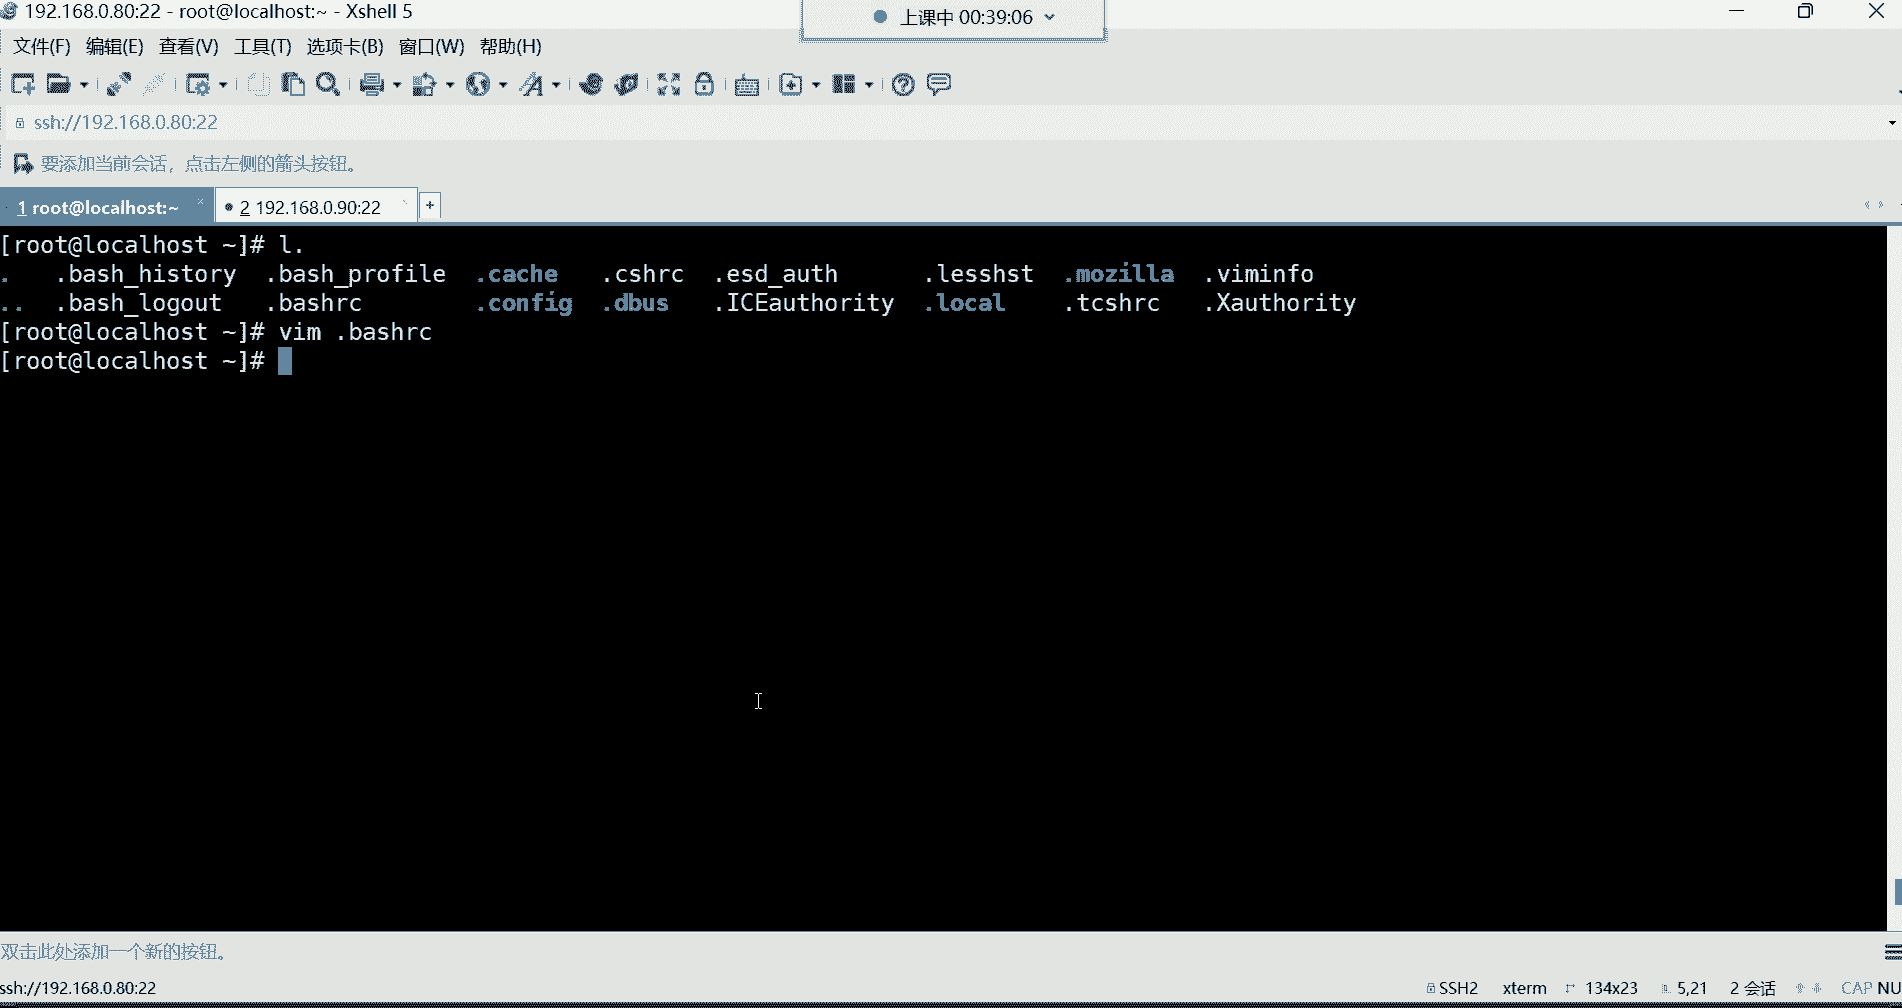 192.168.0.80:22 - root@localhost:~ - Xshell 5
上课中 00:39:06
文件(F) 编辑(E) 查看(V) 工具(T) 选项卡(B) 窗口(W) 帮助(H)
ssh://192.168.0.80:22
要添加当前会话，点击左侧的箭头按钮。
1 root@localhost:~ × 2 192.168.0.90:22 +
[root@localhost ~]# l.
. .bash_history .bash_profile .cache .cshrc .esd_auth .lesshst .mozilla .viminfo
.. .bash_logout .bashrc .config .dbus .ICEauthority .local .tcshrc .Xauthority
[root@localhost ~]# vim .bashrc
[root@localhost ~]#
双击此处添加一个新的按钮。
ssh://192.168.0.80:22 SSH2 xterm 134x23 5,21 2 会话 CAP NU